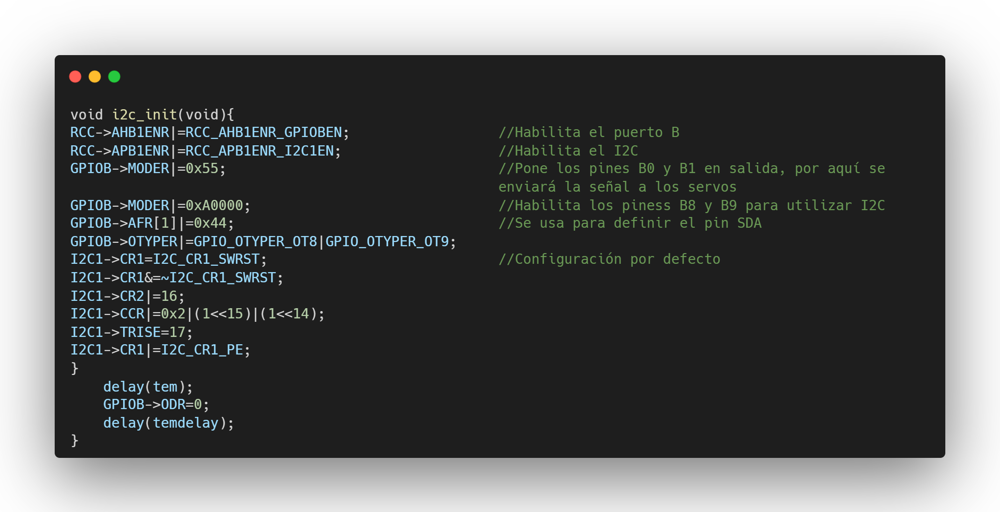 void i2c_init(void){
RCC->AHB1ENR|=RCC_AHB1ENR_GPIOBEN; //Habilita el puerto B
RCC->APB1ENR|=RCC_APB1ENR_I2C1EN; //Habilita el I2C
GPIOB->MODER|=0x55; //Pone los pines B0 y B1 en salida, por aquí se
enviará la señal a los servos
GPIOB->MODER|=0xA0000; //Habilita los piness B8 y B9 para utilizar I2C
GPIOB->AFR[1]|=0x44; //Se usa para definir el pin SDA
GPIOB->OTYPER|=GPIO_OTYPER_OT8|GPIO_OTYPER_OT9;
I2C1->CR1=I2C_CR1_SWRST; //Configuración por defecto
I2C1->CR1&=~I2C_CR1_SWRST;
I2C1->CR2|=16;
I2C1->CCR|=0x2|(1<<15)|(1<<14);
I2C1->TRISE=17;
I2C1->CR1|=I2C_CR1_PE;
}
    delay(tem);
    GPIOB->ODR=0;
    delay(temdelay);
}